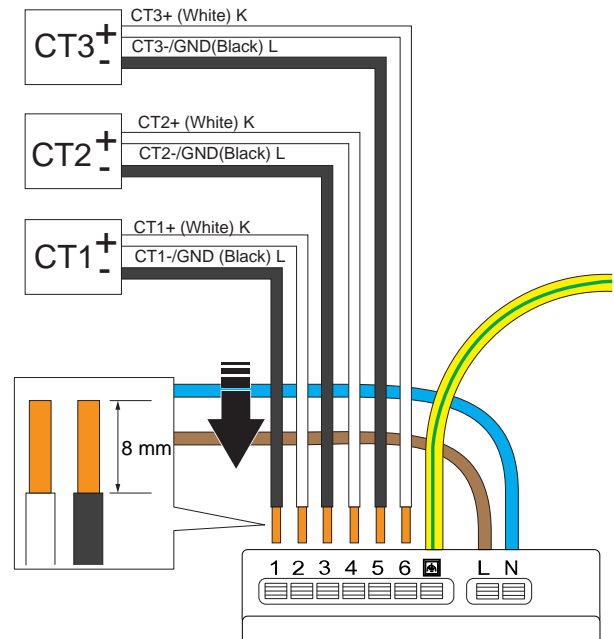 CT3+ (White) K
CT3 + -
CT3-/GND(Black) L
CT2+ (White) K
CT2 + -
CT2-/GND(Black) L
CT1+ (White) K
CT1 + -
CT1-/GND (Black) L
8 mm
1 2 3 4 5 6 L N